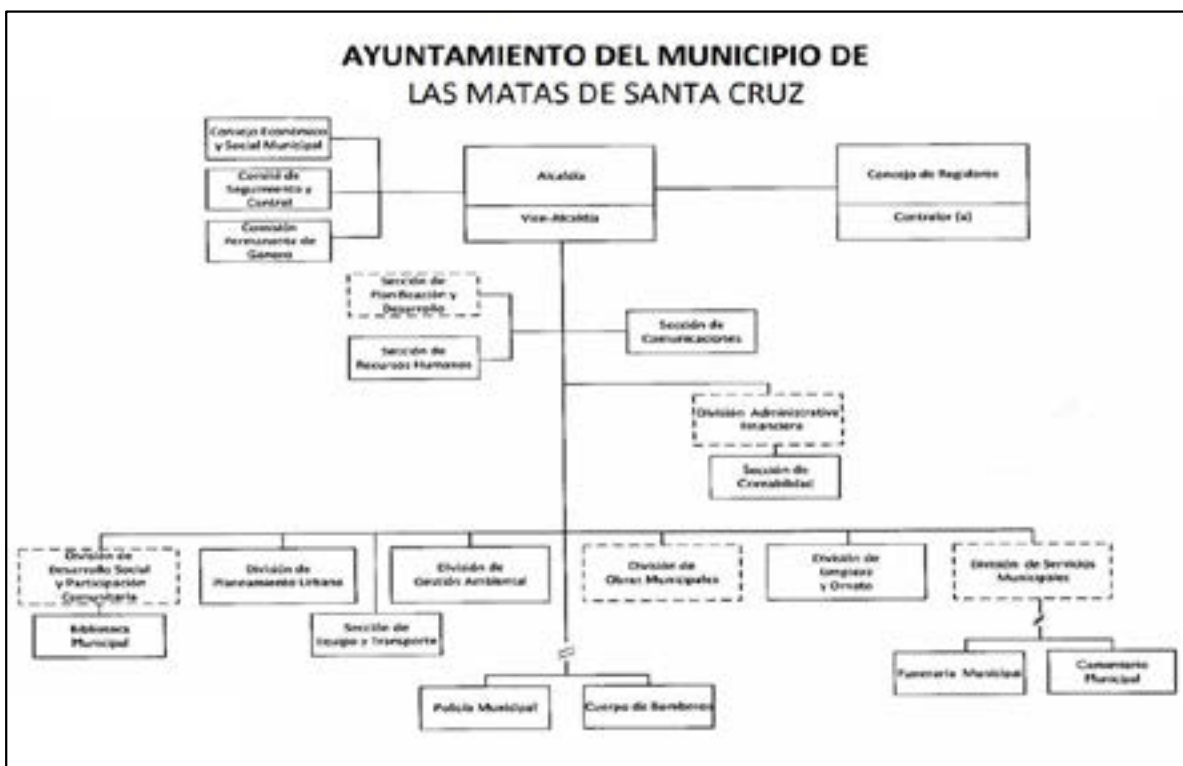 AYUNTAMIENTO DEL MUNICIPIO DE
LAS MATAS DE SANTA CRUZ
Consejo Económico
y Social Municipal
Comité de
Seguimiento y
Control
Comisión
Permanente de
Genero
Alcaldía
Vice-Alcaldía
Concejo de Regidores
Contralor (a)
Sección de
Planificación y
Desarrollo
Sección de
Recursos Humanos
Sección de
Comunicaciones
División Administrativa
Financiera
Sección de
Contabilidad
División de
Desarrollo Social
y Participación
Comunitaria
División de
Planeamiento Urbano
División de
Gestión Ambiental
División de
Obras Municipales
División de
Limpieza
y Ornato
División de Servicios
Municipales
Biblioteca
Municipal
Sección de
Equipo y Transporte
Funeraria Municipal
Cementerio
Municipal
Policía Municipal
Cuerpo de Bomberos